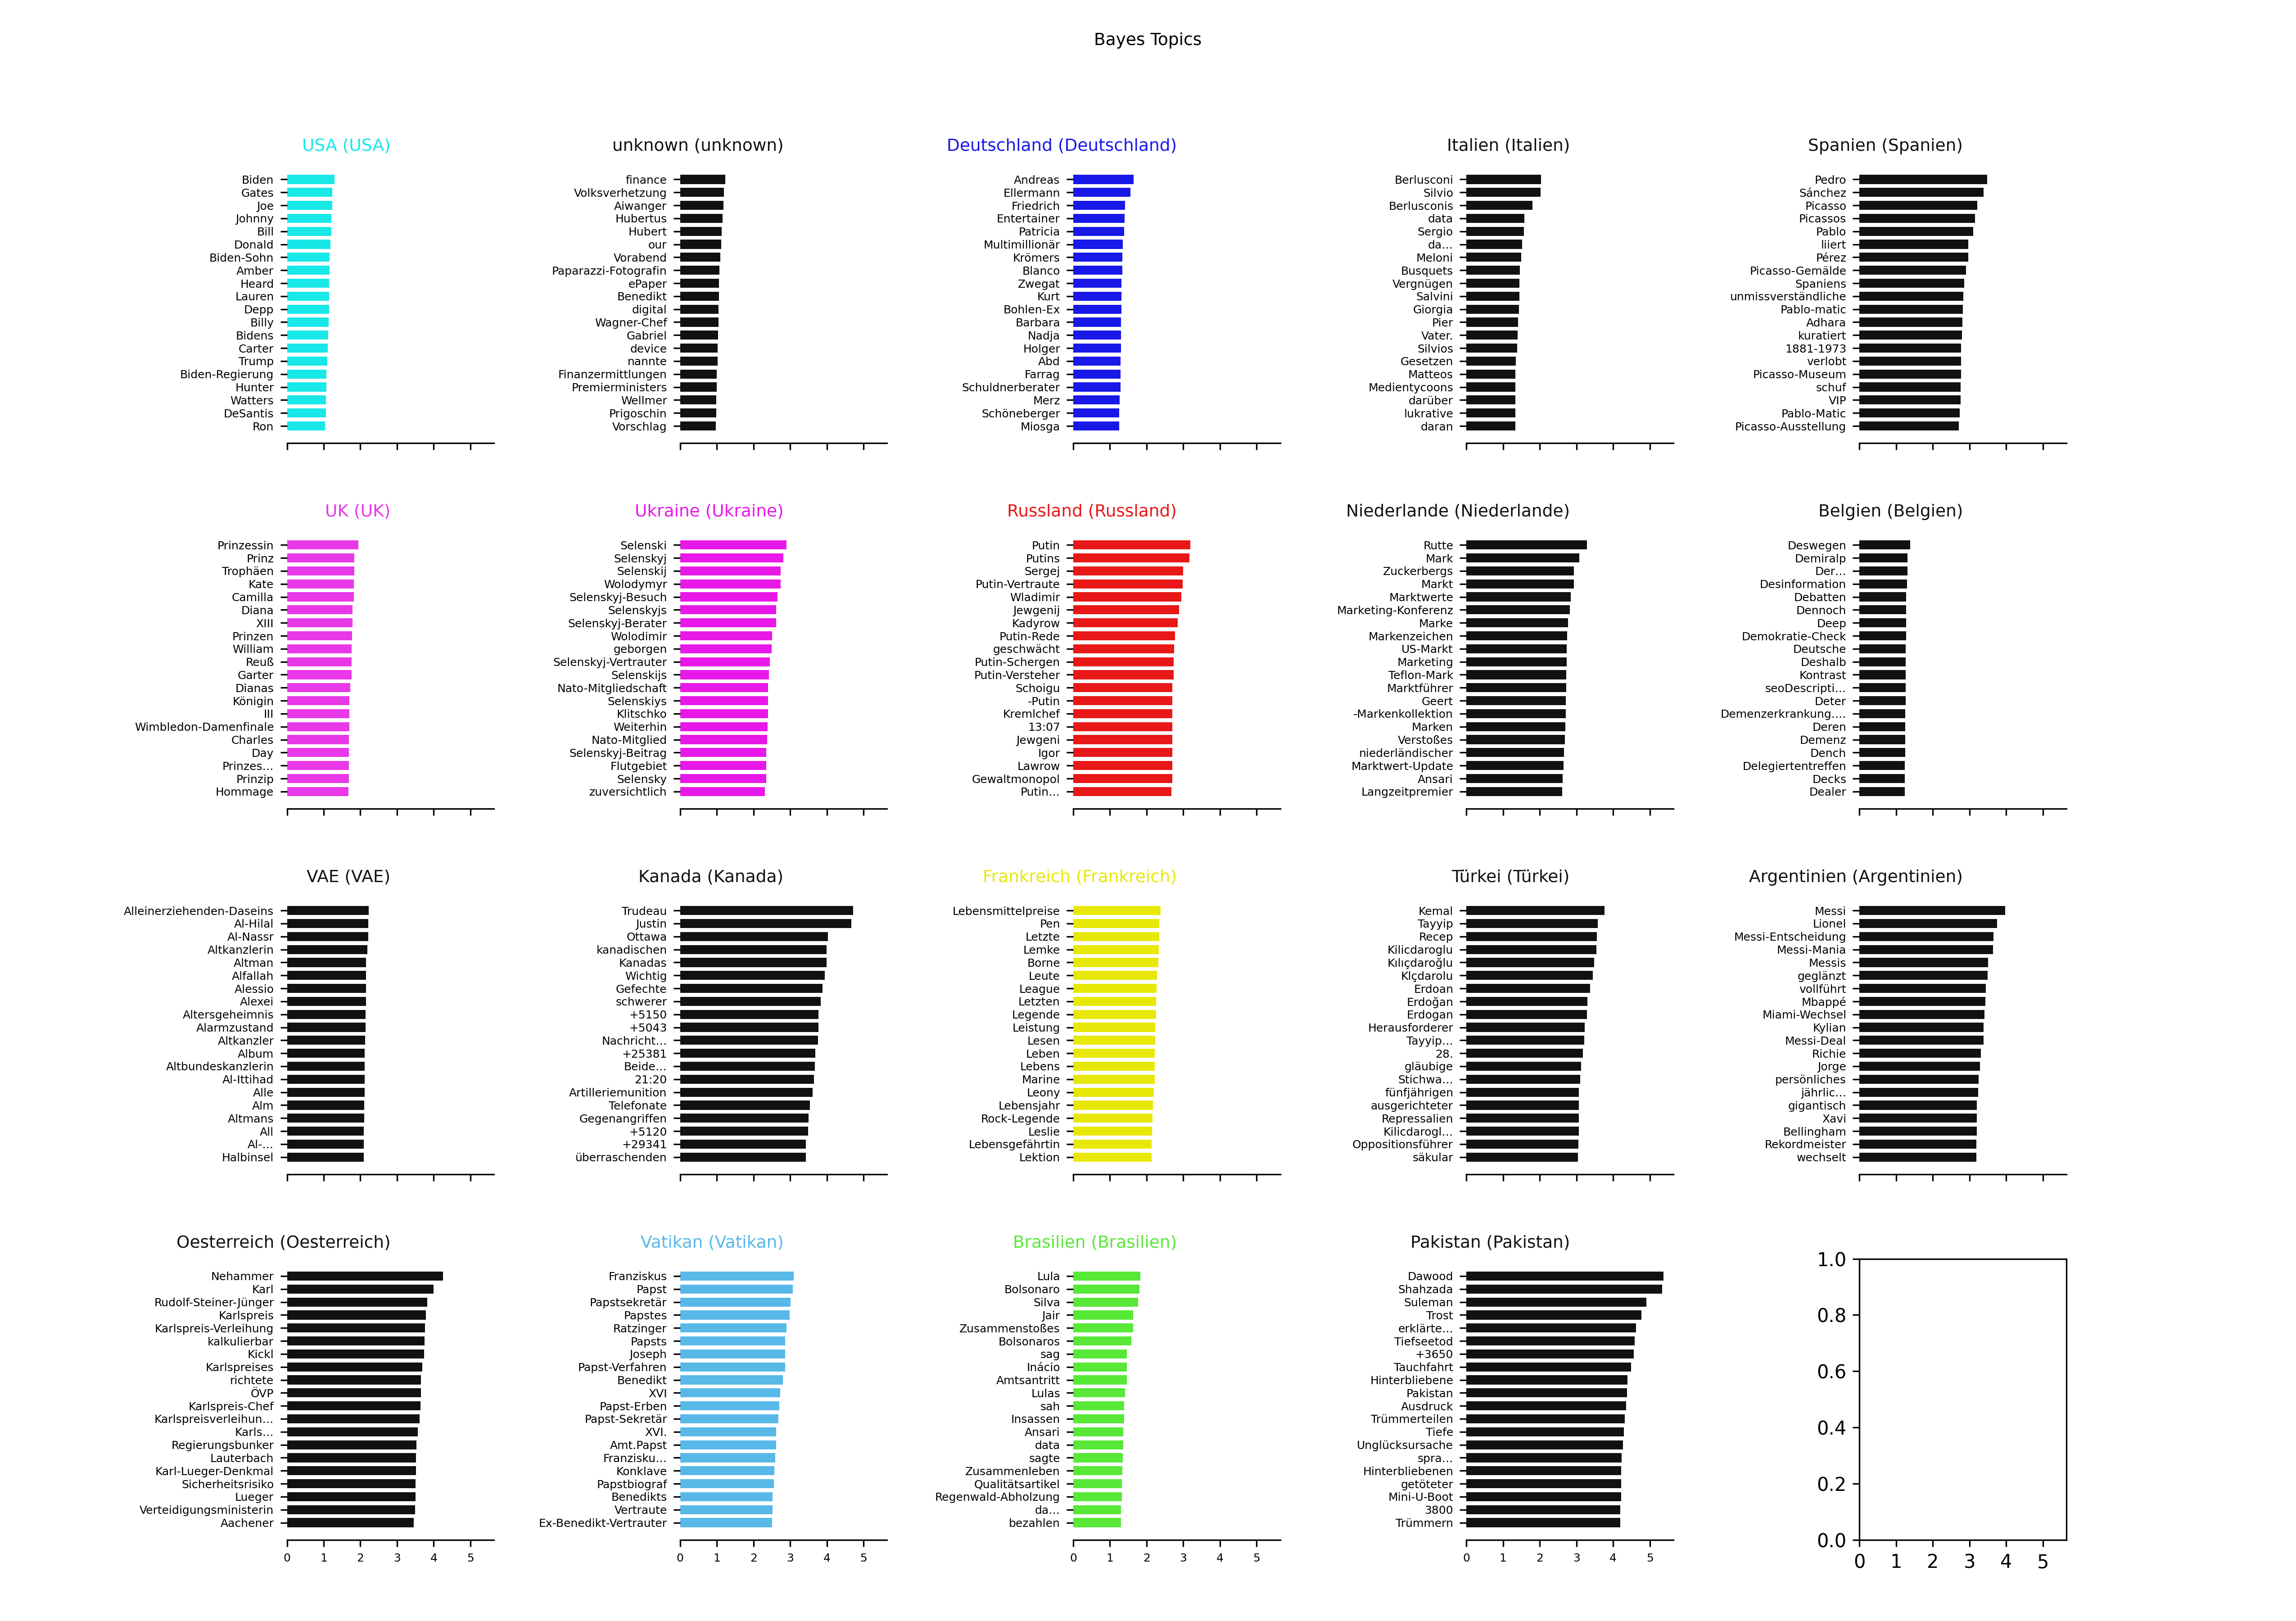 Bayes Topics
USA (USA)
Biden
Gates
Joe
Johnny
Bill
Donald
Biden-Sohn
Amber
Heard
Lauren
Depp
Billy
Bidens
Carter
Trump
Biden-Regierung
Hunter
Watters
DeSantis
Ron
unknown (unknown)
finance
Volksverhetzung
Aiwanger
Hubertus
Hubert
our
Vorabend
Paparazzi-Fotografin
ePaper
Benedikt
digital
Wagner-Chef
Gabriel
device
nannte
Finanzermittlungen
Premierministers
Wellmer
Prigoschin
Vorschlag
Deutschland (Deutschland)
Andreas
Ellermann
Friedrich
Entertainer
Patricia
Multimillionär
Krömers
Blanco
Zwegat
Kurt
Bohlen-Ex
Barbara
Nadja
Holger
Abd
Farrag
Schuldnerberater
Merz
Schöneberger
Miosga
Italien (Italien)
Berlusconi
Silvio
Berlusconis
data
Sergio
da...
Meloni
Busquets
Vergnügen
Salvini
Giorgia
Pier
Vater.
Silvios
Gesetzen
Matteos
Medientycoons
darüber
lukrative
daran
Spanien (Spanien)
Pedro
Sánchez
Picasso
Picassos
Pablo
liiert
Pérez
Picasso-Gemälde
Spaniens
unmissverständliche
Pablo-matic
Adhara
kuratiert
1881-1973
verlobt
Picasso-Museum
schuf
VIP
Pablo-Matic
Picasso-Ausstellung
UK (UK)
Prinzessin
Prinz
Trophäen
Kate
Camilla
Diana
XIII
Prinzen
William
Reuß
Garter
Dianas
Königin
III
Wimbledon-Damenfinale
Charles
Day
Prinzes...
Prinzip
Hommage
Ukraine (Ukraine)
Selenski
Selenskyj
Selenskij
Wolodymyr
Selenskyj-Besuch
Selenskyjs
Selenskyj-Berater
Wolodimir
geborgen
Selenskyj-Vertrauter
Selenskijs
Nato-Mitgliedschaft
Selenskiys
Klitschko
Weiterhin
Nato-Mitglied
Selenskyj-Beitrag
Flutgebiet
Selensky
zuversichtlich
Russland (Russland)
Putin
Putins
Sergej
Putin-Vertraute
Wladimir
Jewgenij
Kadyrow
Putin-Rede
geschwächt
Putin-Schergen
Putin-Versteher
Schoigu
-Putin
Kremlchef
13:07
Jewgeni
Igor
Lawrow
Gewaltmonopol
Putin...
Niederlande (Niederlande)
Rutte
Mark
Zuckerbergs
Markt
Marktwerte
Marketing-Konferenz
Marke
Markenzeichen
US-Markt
Marketing
Teflon-Mark
Marktführer
Geert
-Markenkollektion
Marken
Verstoßes
niederländischer
Marktwert-Update
Ansari
Langzeitpremier
Belgien (Belgien)
Deswegen
Demiralp
Der...
Desinformation
Debatten
Dennoch
Deep
Demokratie-Check
Deutsche
Deshalb
Kontrast
seoDescripti...
Deter
Demenzerkrankung....
Deren
Demenz
Dench
Delegiertentreffen
Decks
Dealer
VAE (VAE)
Alleinerziehenden-Daseins
Al-Hilal
Al-Nassr
Altkanzlerin
Altman
Alfallah
Alessio
Alexei
Altersgeheimnis
Alarmzustand
Altkanzler
Album
Altbundeskanzlerin
Al-Ittihad
Alle
Alm
Altmans
All
Al-...
Halbinsel
Kanada (Kanada)
Trudeau
Justin
Ottawa
kanadischen
Kanadas
Wichtig
Gefechte
schwerer
+5150
+5043
Nachricht...
+25381
Beide...
21:20
Artilleriemunition
Telefonate
Gegenangriffen
+5120
+29341
überraschenden
Frankreich (Frankreich)
Lebensmittelpreise
Pen
Letzte
Lemke
Borne
Leute
League
Letzten
Legende
Leistung
Lesen
Leben
Lebens
Marine
Leony
Lebensjahr
Rock-Legende
Leslie
Lebensgefährtin
Lektion
Türkei (Türkei)
Kemal
Tayyip
Recep
Kilicdaroglu
Kılıçdaroğlu
Klçdarolu
Erdoan
Erdoğan
Erdogan
Herausforderer
Tayyip...
28.
gläubige
Stichwa...
fünfjährigen
ausgerichteter
Repressalien
Kilicdarogl...
Oppositionsführer
säkular
Argentinien (Argentinien)
Messi
Lionel
Messi-Entscheidung
Messi-Mania
Messis
geglänzt
vollführt
Mbappé
Miami-Wechsel
Kylian
Messi-Deal
Richie
Jorge
persönliches
jährlic...
gigantisch
Xavi
Bellingham
Rekordmeister
wechselt
Oesterreich (Oesterreich)
Nehammer
Karl
Rudolf-Steiner-Jünger
Karlspreis
Karlspreis-Verleihung
kalkulierbar
Kickl
Karlspreises
richtete
ÖVP
Karlspreis-Chef
Karlspreisverleihun...
Karls...
Regierungsbunker
Lauterbach
Karl-Lueger-Denkmal
Sicherheitsrisiko
Lueger
Verteidigungsministerin
Aachener
0 1 2 3 4 5
Vatikan (Vatikan)
Franziskus
Papst
Papstsekretär
Papstes
Ratzinger
Papsts
Joseph
Papst-Verfahren
Benedikt
XVI
Papst-Erben
Papst-Sekretär
XVI.
Amt.Papst
Franzisku...
Konklave
Papstbiograf
Benedikts
Vertraute
Ex-Benedikt-Vertrauter
0 1 2 3 4 5
Brasilien (Brasilien)
Lula
Bolsonaro
Silva
Jair
Zusammenstoßes
Bolsonaros
sag
Inácio
Amtsantritt
Lulas
sah
Insassen
Ansari
data
sagte
Zusammenleben
Qualitätsartikel
Regenwald-Abholzung
da...
bezahlen
0 1 2 3 4 5
Pakistan (Pakistan)
Dawood
Shahzada
Suleman
Trost
erklärte...
Tiefseetod
+3650
Tauchfahrt
Hinterbliebene
Pakistan
Ausdruck
Trümmerteilen
Tiefe
Unglücksursache
spra...
Hinterbliebenen
getöteter
Mini-U-Boot
3800
Trümmern
0 1 2 3 4 5
1.0
0.8
0.6
0.4
0.2
0.0
0 1 2 3 4 5